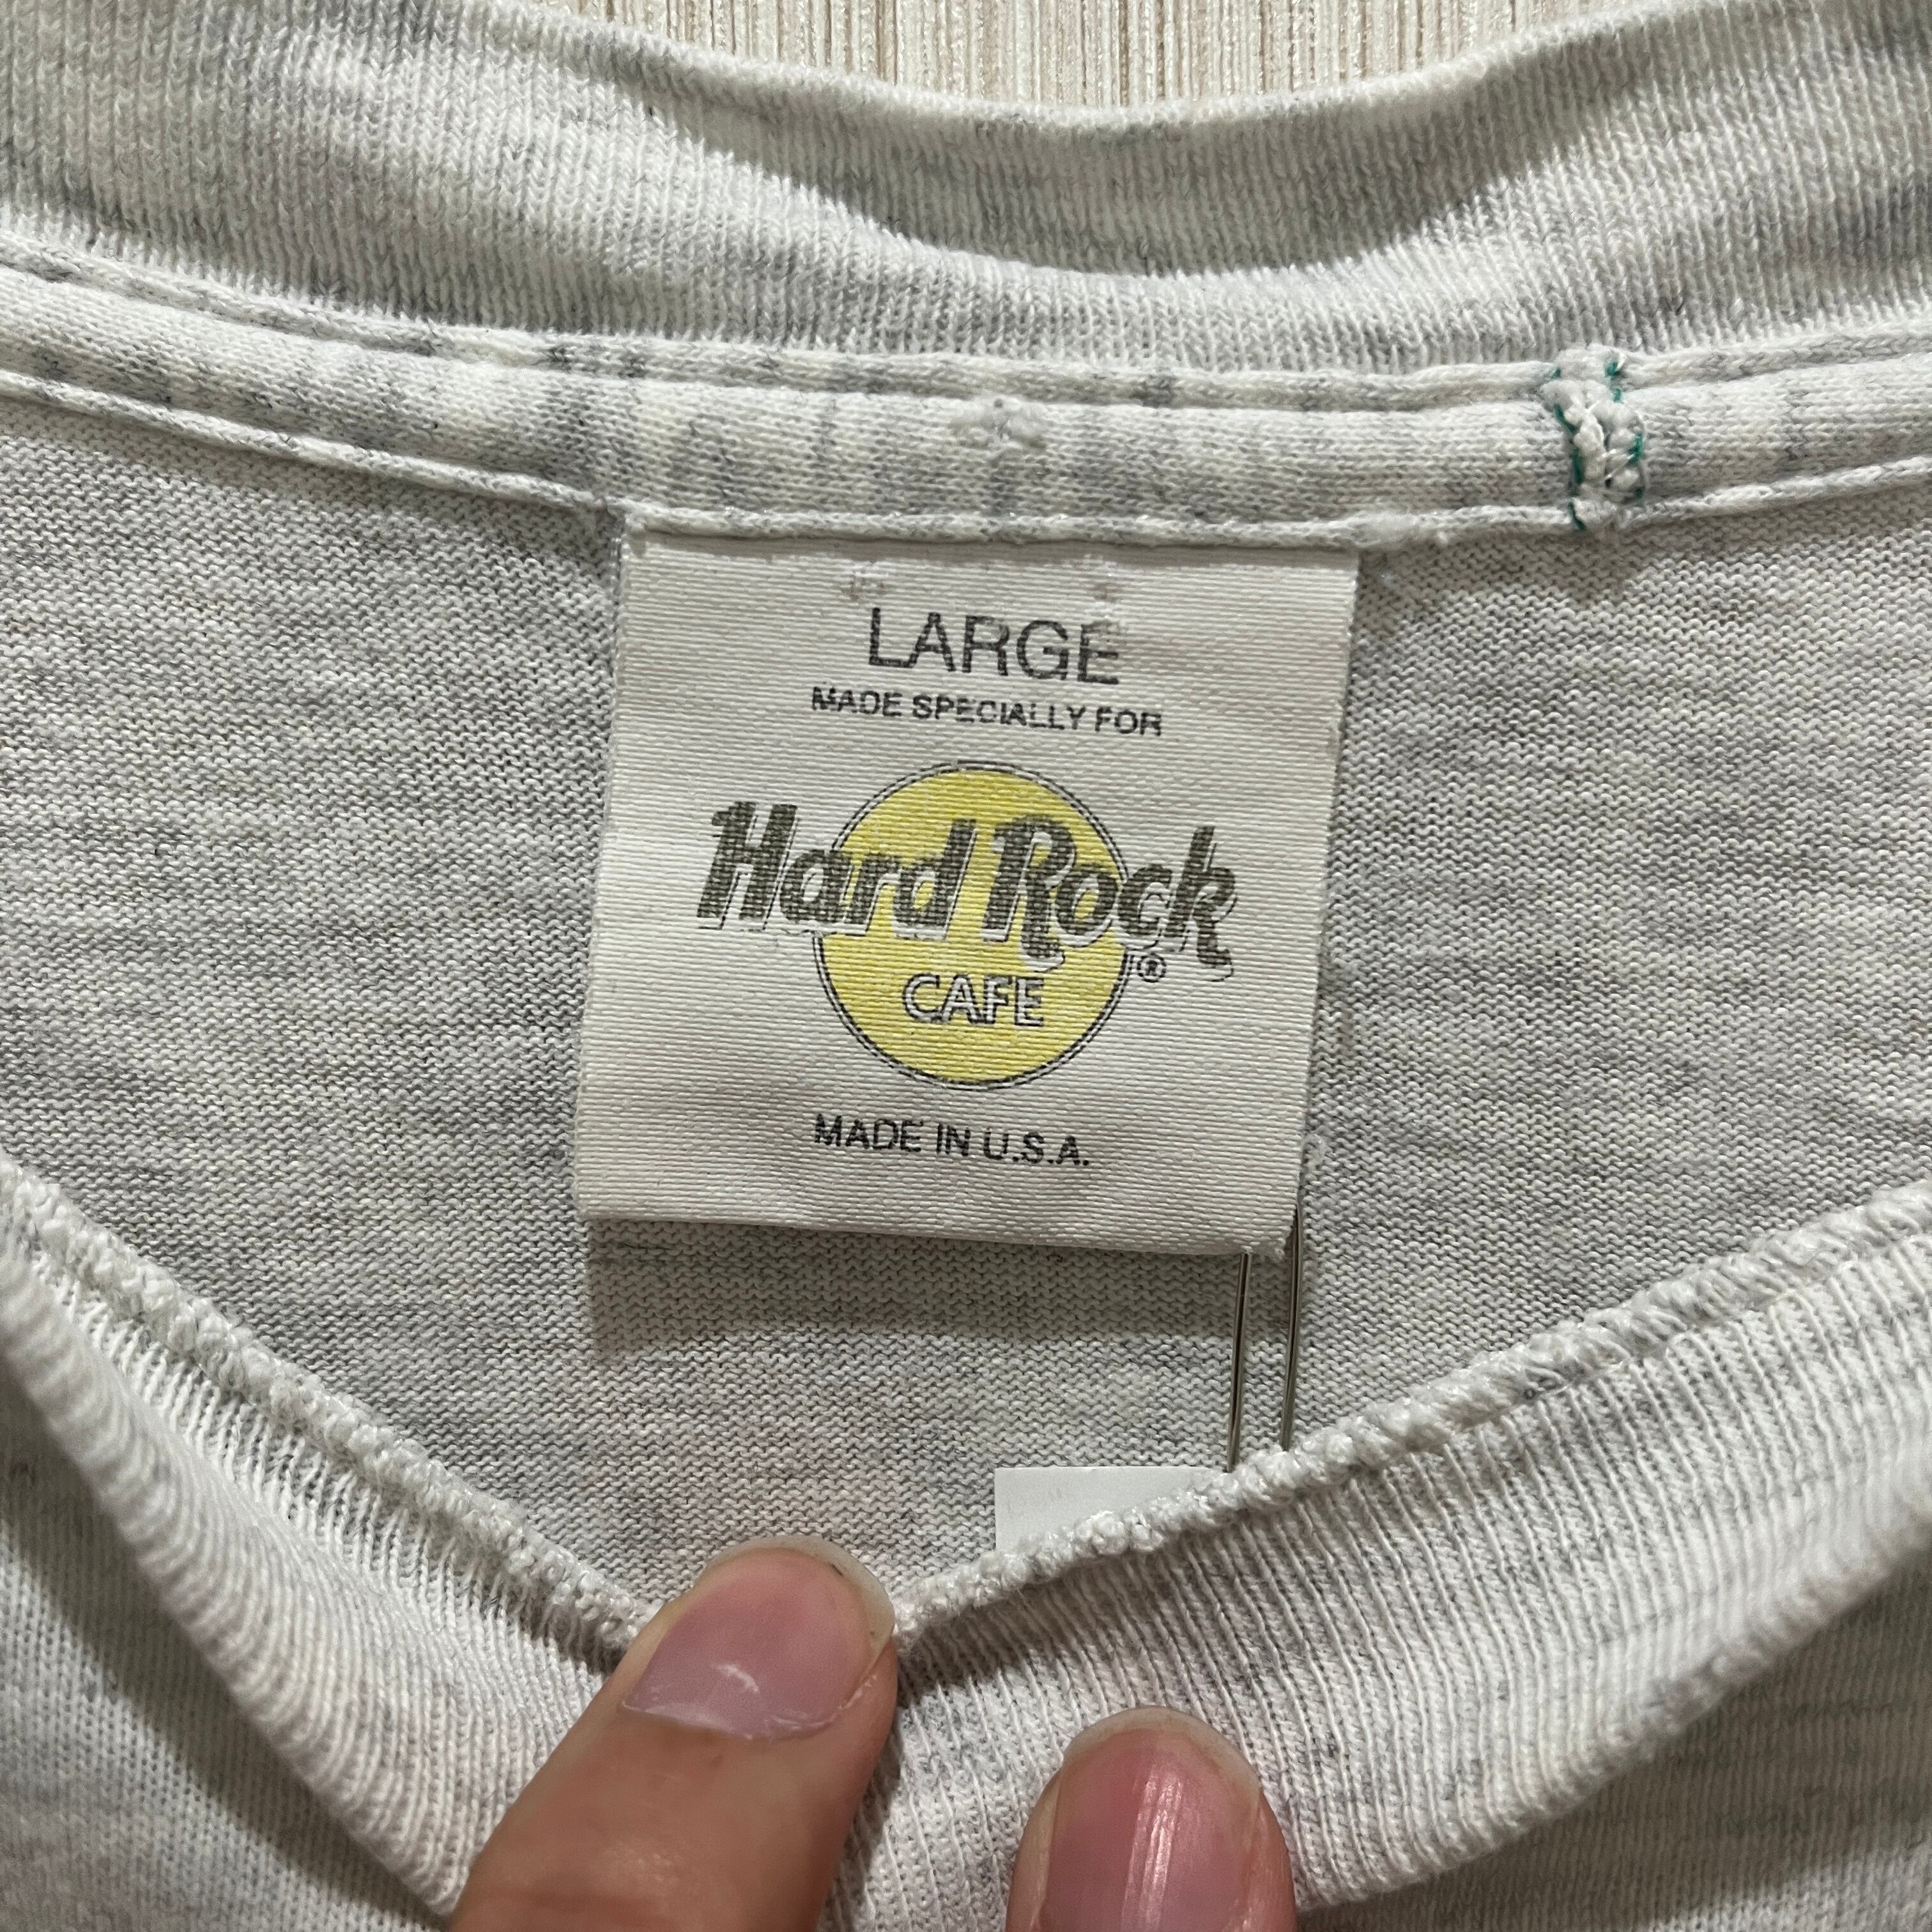 LARGE
MADE SPECIALLY FOR
Hard Rock
®
CAFE
MADE IN U.S.A.